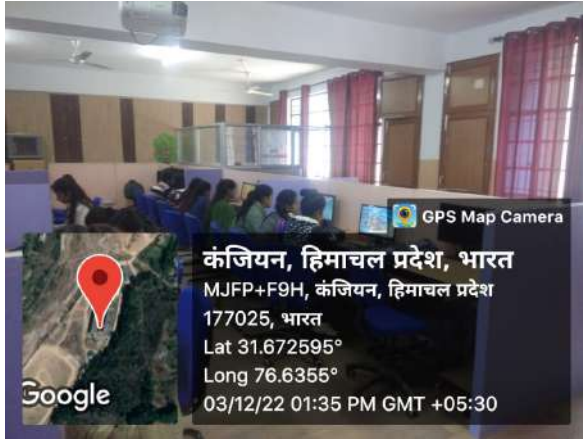 GPS Map Camera
कंजियन, हिमाचल प्रदेश, भारत
MJFP+F9H, कंजियन, हिमाचल प्रदेश
177025, भारत
Lat 31.672595°
Long 76.6355°
03/12/22 01:35 PM GMT +05:30
Google